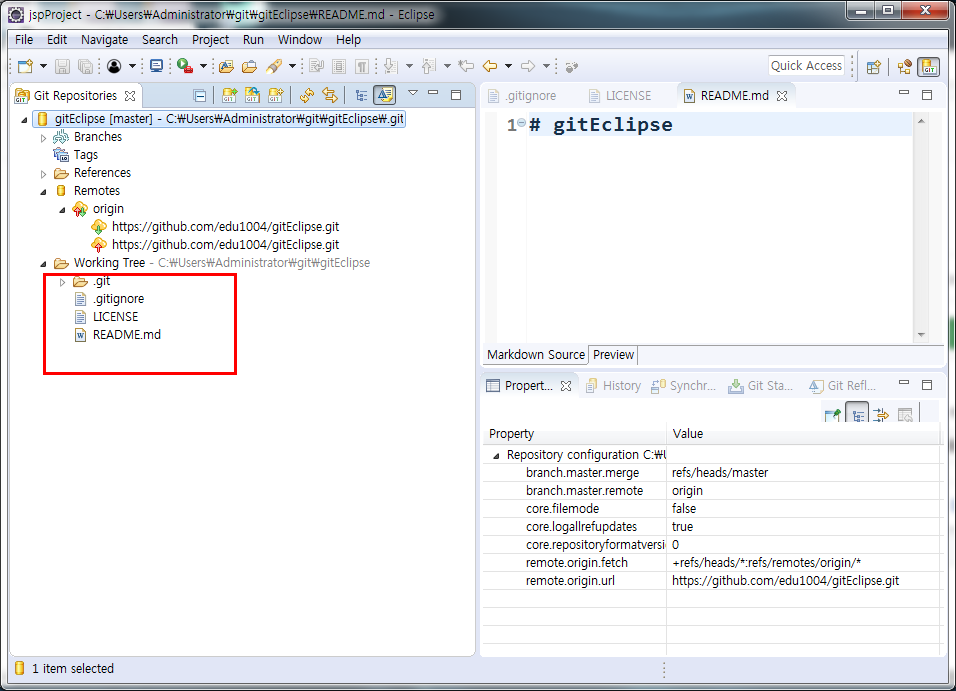 jspProject - C:₩Users₩Administrator₩git₩gitEclipse₩README.md - Eclipse
File Edit Navigate Search Project Run Window Help
Quick Access
Git Repositories
gitEclipse [master] - C:₩Users₩Administrator₩git₩gitEclipse₩.git
Branches
Tags
References
Remotes
origin
https://github.com/edu1004/gitEclipse.git
https://github.com/edu1004/gitEclipse.git
Working Tree - C:₩Users₩Administrator₩git₩gitEclipse
.git
.gitignore
LICENSE
README.md
.gitignore LICENSE README.md
1 # gitEclipse
Markdown Source Preview
Propert... History Synchr... Git Sta... Git Refl...
Property Value
Repository configuration C:₩U
branch.master.merge refs/heads/master
branch.master.remote origin
core.filemode false
core.logallrefupdates true
core.repositoryformatversi 0
remote.origin.fetch +refs/heads/*:refs/remotes/origin/*
remote.origin.url https://github.com/edu1004/gitEclipse.git
1 item selected